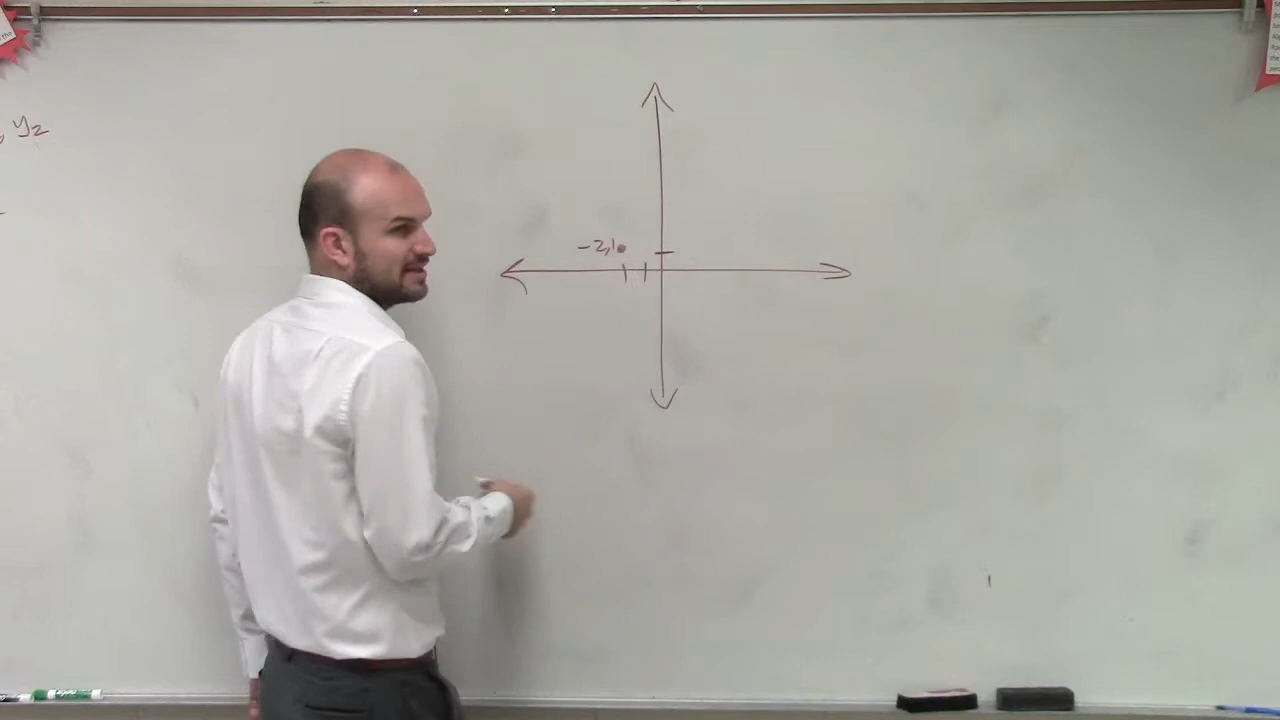 , y₂
-2,1